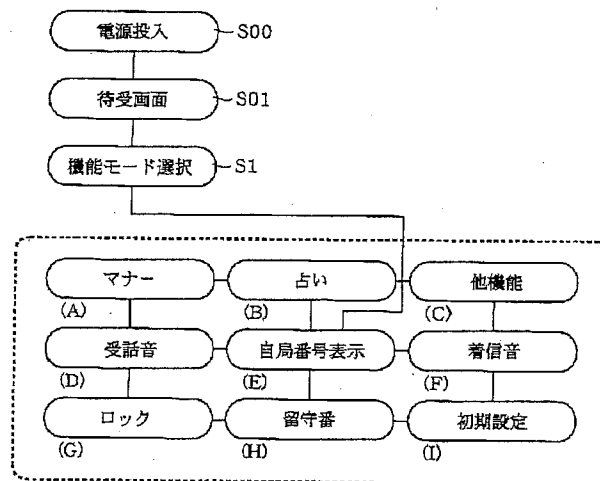 電源投入 S00
待受画面 S01
機能モード選択 S1
マナー 占い 他機能
(A) (B) (C)
受話音 自局番号表示 着信音
(D) (E) (F)
ロック 留守番 初期設定
(G) (H) (I)